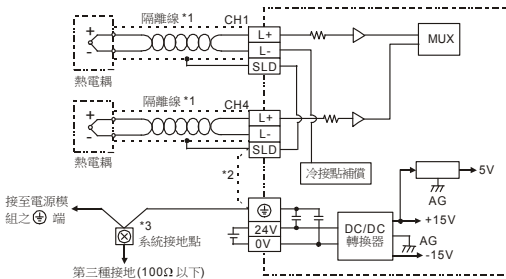 隔離線 *1
CH1
+
-
L+
L-
SLD
MUX
熱電耦
隔離線 *1
CH4
+
-
L+
L-
SLD
熱電耦
*2
冷接點補償
5V
AG
接至電源模
組之 端
*3
系統接地點
24V
0V
DC/DC
轉換器
+15V
AG
-15V
第三種接地(100Ω 以下)